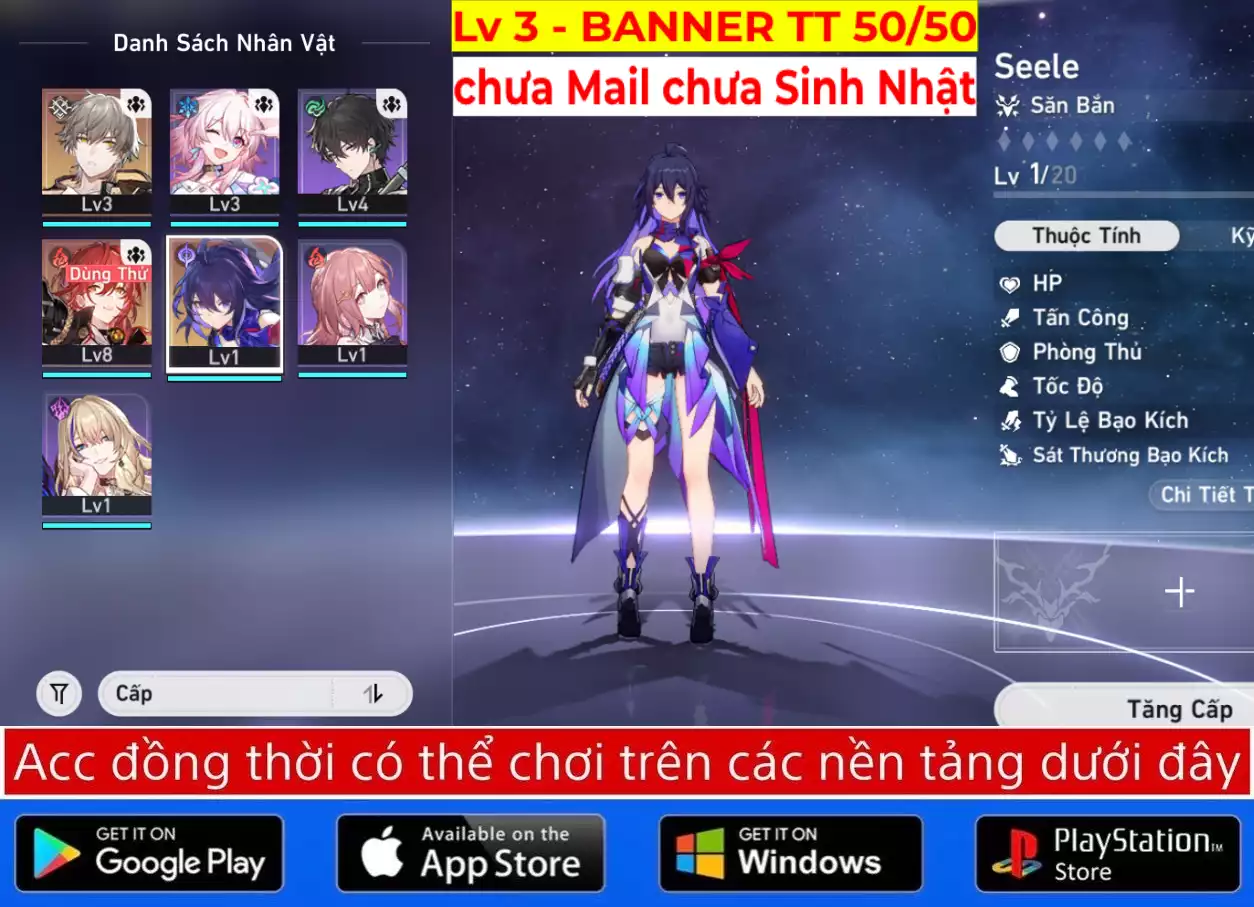 Danh Sách Nhân Vật
Lv3
Lv3
Lv4
Dùng Thử
Lv8
Lv1
Lv1
Lv1
Cấp
Lv 3 - BANNER TT 50/50
chưa Mail chưa Sinh Nhật
Seele
Săn Bắn
Lv 1/20
Thuộc Tính
Kỹ
HP
Tấn Công
Phòng Thủ
Tốc Độ
Tỷ Lệ Bạo Kích
Sát Thương Bạo Kích
Chi Tiết T
Tăng Cấp
Acc đồng thời có thể chơi trên các nền tảng dưới đây
GET IT ON
Google Play
Available on the
App Store
GET IT ON
Windows
PlayStation™
Store